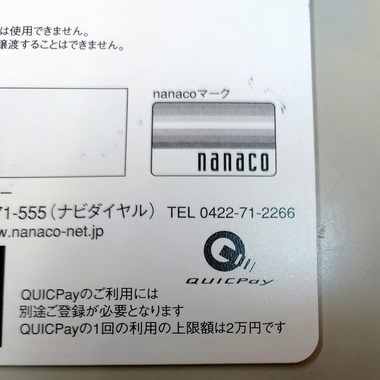 は使用できません。
譲渡することはできません。
nanacoマーク
nanaco
ー
71-555(ナビダイヤル) TEL 0422-71-2266
w.nanaco-net.jp
QUICPay
QUICPayのご利用には
別途ご登録が必要となります
QUICPayの1回の利用の上限額は2万円です